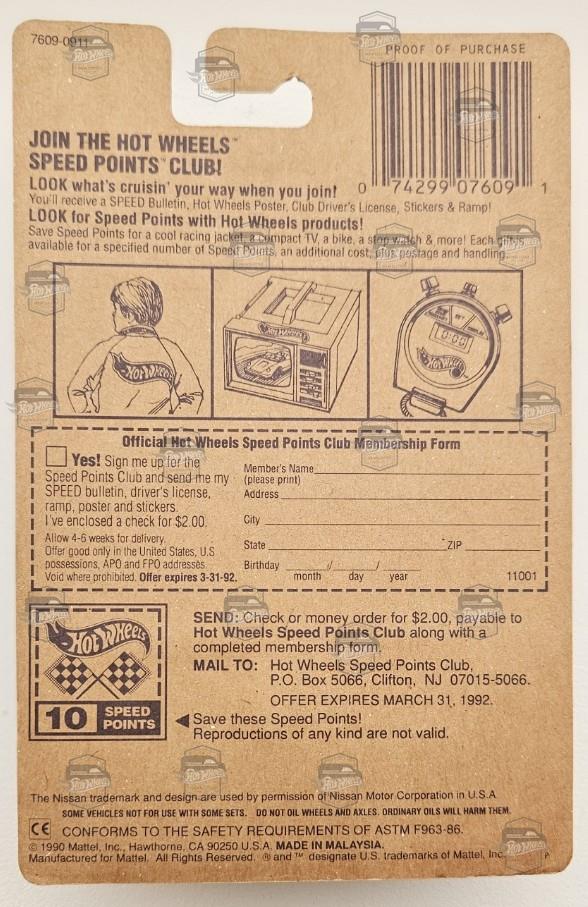 7609-0911
PROOF OF PURCHASE
0 74299 07609 1
JOIN THE HOT WHEELS™
SPEED POINTS™ CLUB!
LOOK what's cruisin' your way when you join!
You'll receive a SPEED Bulletin, Hot Wheels Poster, Club Driver's License, Stickers & Ramp!
LOOK for Speed Points with Hot Wheels products!
Save Speed Points for a cool racing jacket, a compact TV, a bike, a stop watch & more! Each gift is
available for a specified number of Speed Points, an additional cost, plus postage and handling.
Hot Wheels
Hot Wheels
0:00
Hot Wheels
Official Hot Wheels Speed Points Club Membership Form
Yes! Sign me up for the
Speed Points Club and send me my
SPEED bulletin, driver's license,
ramp, poster and stickers.
I've enclosed a check for $2.00.
Allow 4-6 weeks for delivery.
Offer good only in the United States, U.S
possessions, APO and FPO addresses.
Void where prohibited. Offer expires 3-31-92.
Member's Name
(please print)
Address
City
State ZIP
Birthday / /
month day year
11001
Hot Wheels
10 SPEED POINTS
SEND: Check or money order for $2.00, payable to
Hot Wheels Speed Points Club along with a
completed membership form.
MAIL TO: Hot Wheels Speed Points Club,
P.O. Box 5066, Clifton, NJ 07015-5066.
OFFER EXPIRES MARCH 31, 1992.
◀ Save these Speed Points!
Reproductions of any kind are not valid.
The Nissan trademark and design are used by permission of Nissan Motor Corporation in U.S.A.
SOME VEHICLES NOT FOR USE WITH SOME SETS. DO NOT OIL WHEELS AND AXLES. ORDINARY OILS WILL HARM THEM.
CE CONFORMS TO THE SAFETY REQUIREMENTS OF ASTM F963-86.
© 1990 Mattel, Inc., Hawthorne, CA 90250 U.S.A. MADE IN MALAYSIA.
Manufactured for Mattel. All Rights Reserved. ® and ™ designate U.S. trademarks of Mattel, Inc.